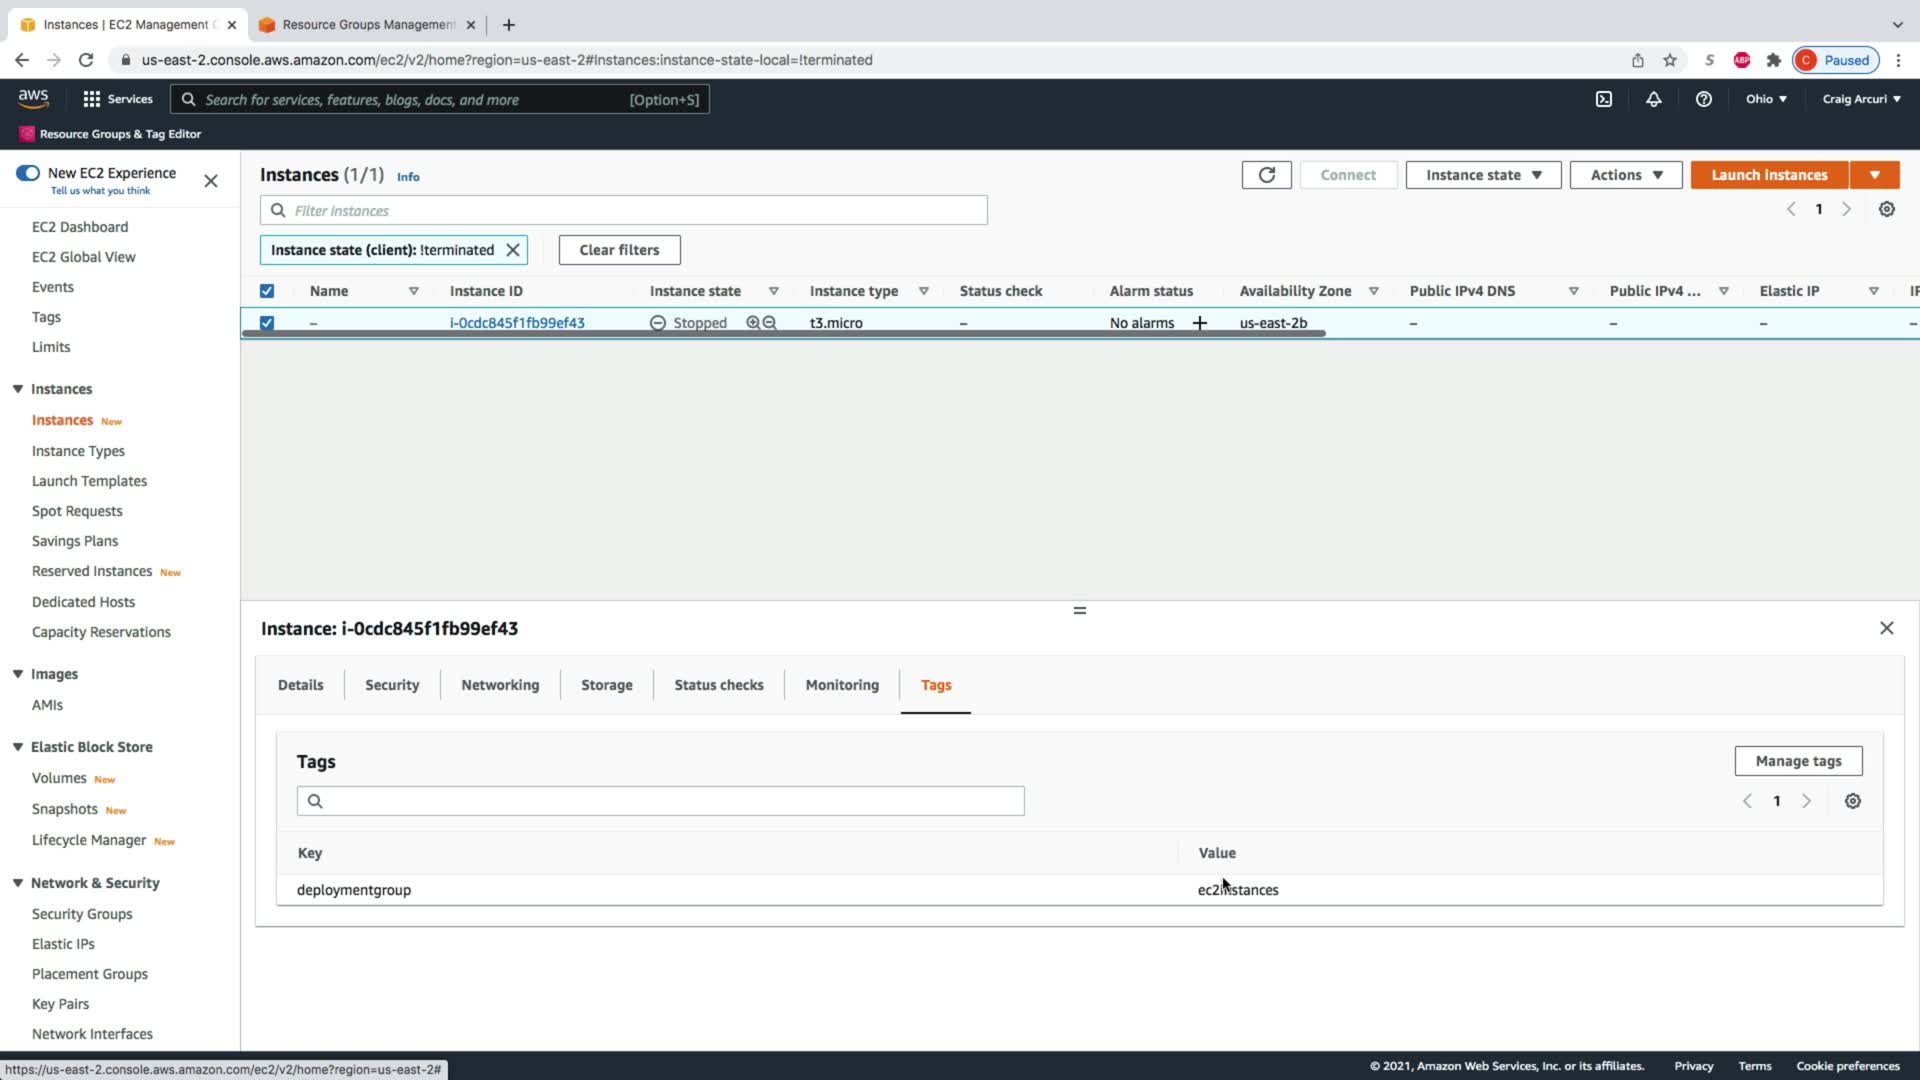 Instances | EC2 Management C
Resource Groups Management
us-east-2.console.aws.amazon.com/ec2/v2/home?region=us-east-2#Instances:instance-state-local=!terminated
S
ABP
C Paused
aws
Services
Search for services, features, blogs, docs, and more
[Option+S]
Ohio
Craig Arcuri
Resource Groups & Tag Editor
New EC2 Experience
Tell us what you think
EC2 Dashboard
EC2 Global View
Events
Tags
Limits
Instances
Instances New
Instance Types
Launch Templates
Spot Requests
Savings Plans
Reserved Instances New
Dedicated Hosts
Capacity Reservations
Images
AMIs
Elastic Block Store
Volumes New
Snapshots New
Lifecycle Manager New
Network & Security
Security Groups
Elastic IPs
Placement Groups
Key Pairs
Network Interfaces
Instances (1/1) Info
Connect
Instance state
Actions
Launch instances
Filter instances
1
Instance state (client): !terminated
Clear filters
Name Instance ID Instance state Instance type Status check Alarm status Availability Zone Public IPv4 DNS Public IPv4 ... Elastic IP IP
– i-0cdc845f1fb99ef43 Stopped t3.micro – No alarms + us-east-2b – – – –
Instance: i-0cdc845f1fb99ef43
Details Security Networking Storage Status checks Monitoring Tags
Tags
Manage tags
1
Key Value
deploymentgroup ec2instances
https://us-east-2.console.aws.amazon.com/ec2/v2/home?region=us-east-2#
© 2021, Amazon Web Services, Inc. or its affiliates. Privacy Terms Cookie preferences